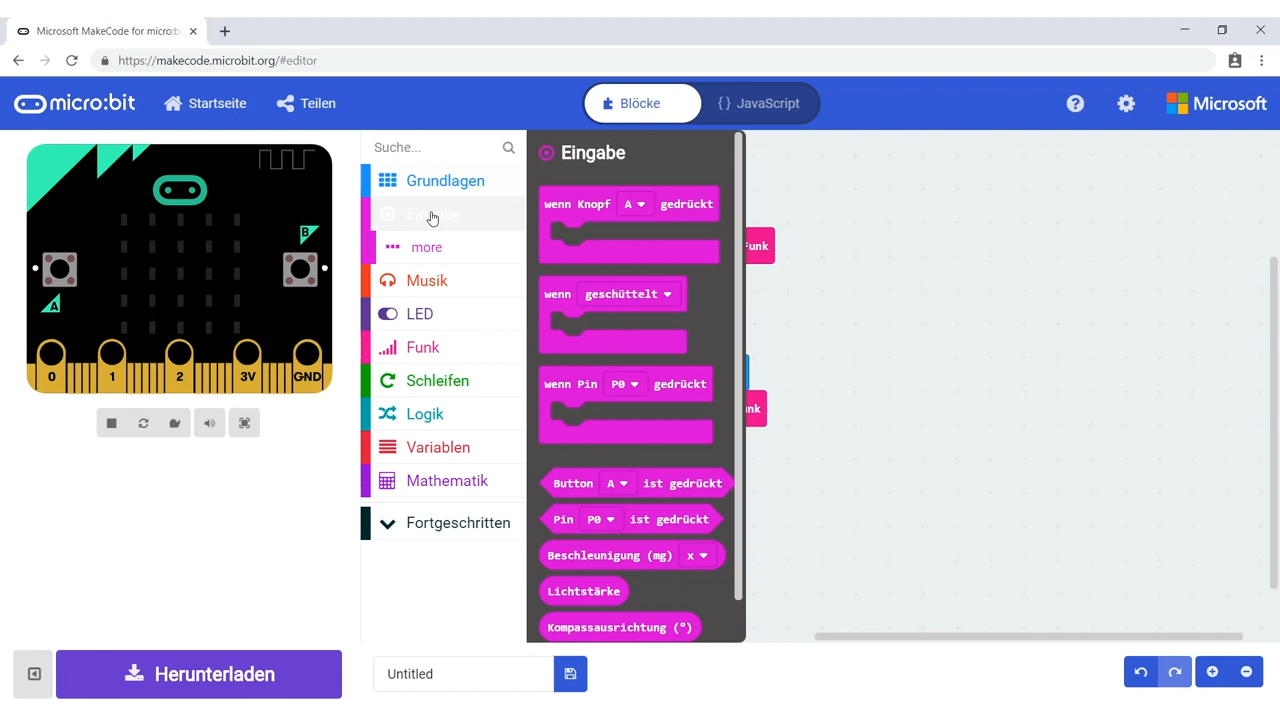 Microsoft MakeCode for micro:b
https://makecode.microbit.org/#editor
micro:bit
Startseite
Teilen
Blöcke
{ } JavaScript
Microsoft
A
B
0
1
2
3V
GND
Suche...
Grundlagen
Eingabe
more
Musik
LED
Funk
Schleifen
Logik
Variablen
Mathematik
Fortgeschritten
Eingabe
wenn Knopf A gedrückt
wenn geschüttelt
wenn Pin P0 gedrückt
Button A ist gedrückt
Pin P0 ist gedrückt
Beschleunigung (mg) x
Lichtstärke
Kompassausrichtung (°)
Herunterladen
Untitled